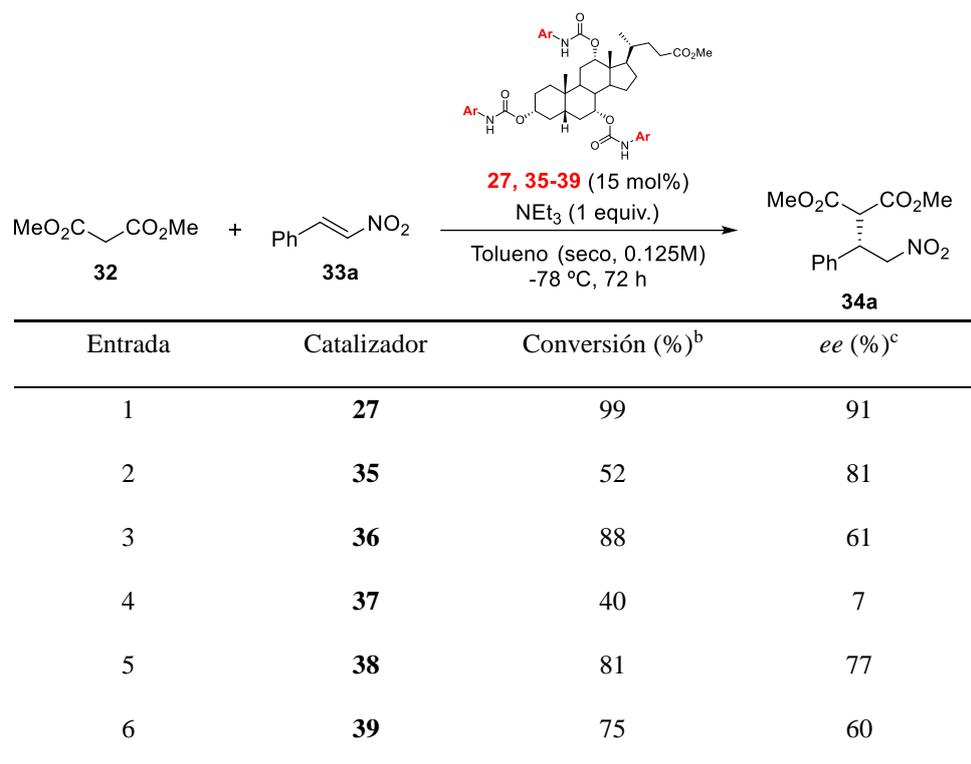 O
Ar N O
H
CO2Me
O
Ar N O
H
H
O
O N Ar
H
27, 35-39 (15 mol%)
NEt3 (1 equiv.)
Tolueno (seco, 0.125M)
-78 ºC, 72 h
MeO2C CO2Me
32
+
Ph NO2
33a
MeO2C CO2Me
Ph NO2
34a
Entrada Catalizador Conversión (%)b ee (%)c
1 27 99 91
2 35 52 81
3 36 88 61
4 37 40 7
5 38 81 77
6 39 75 60